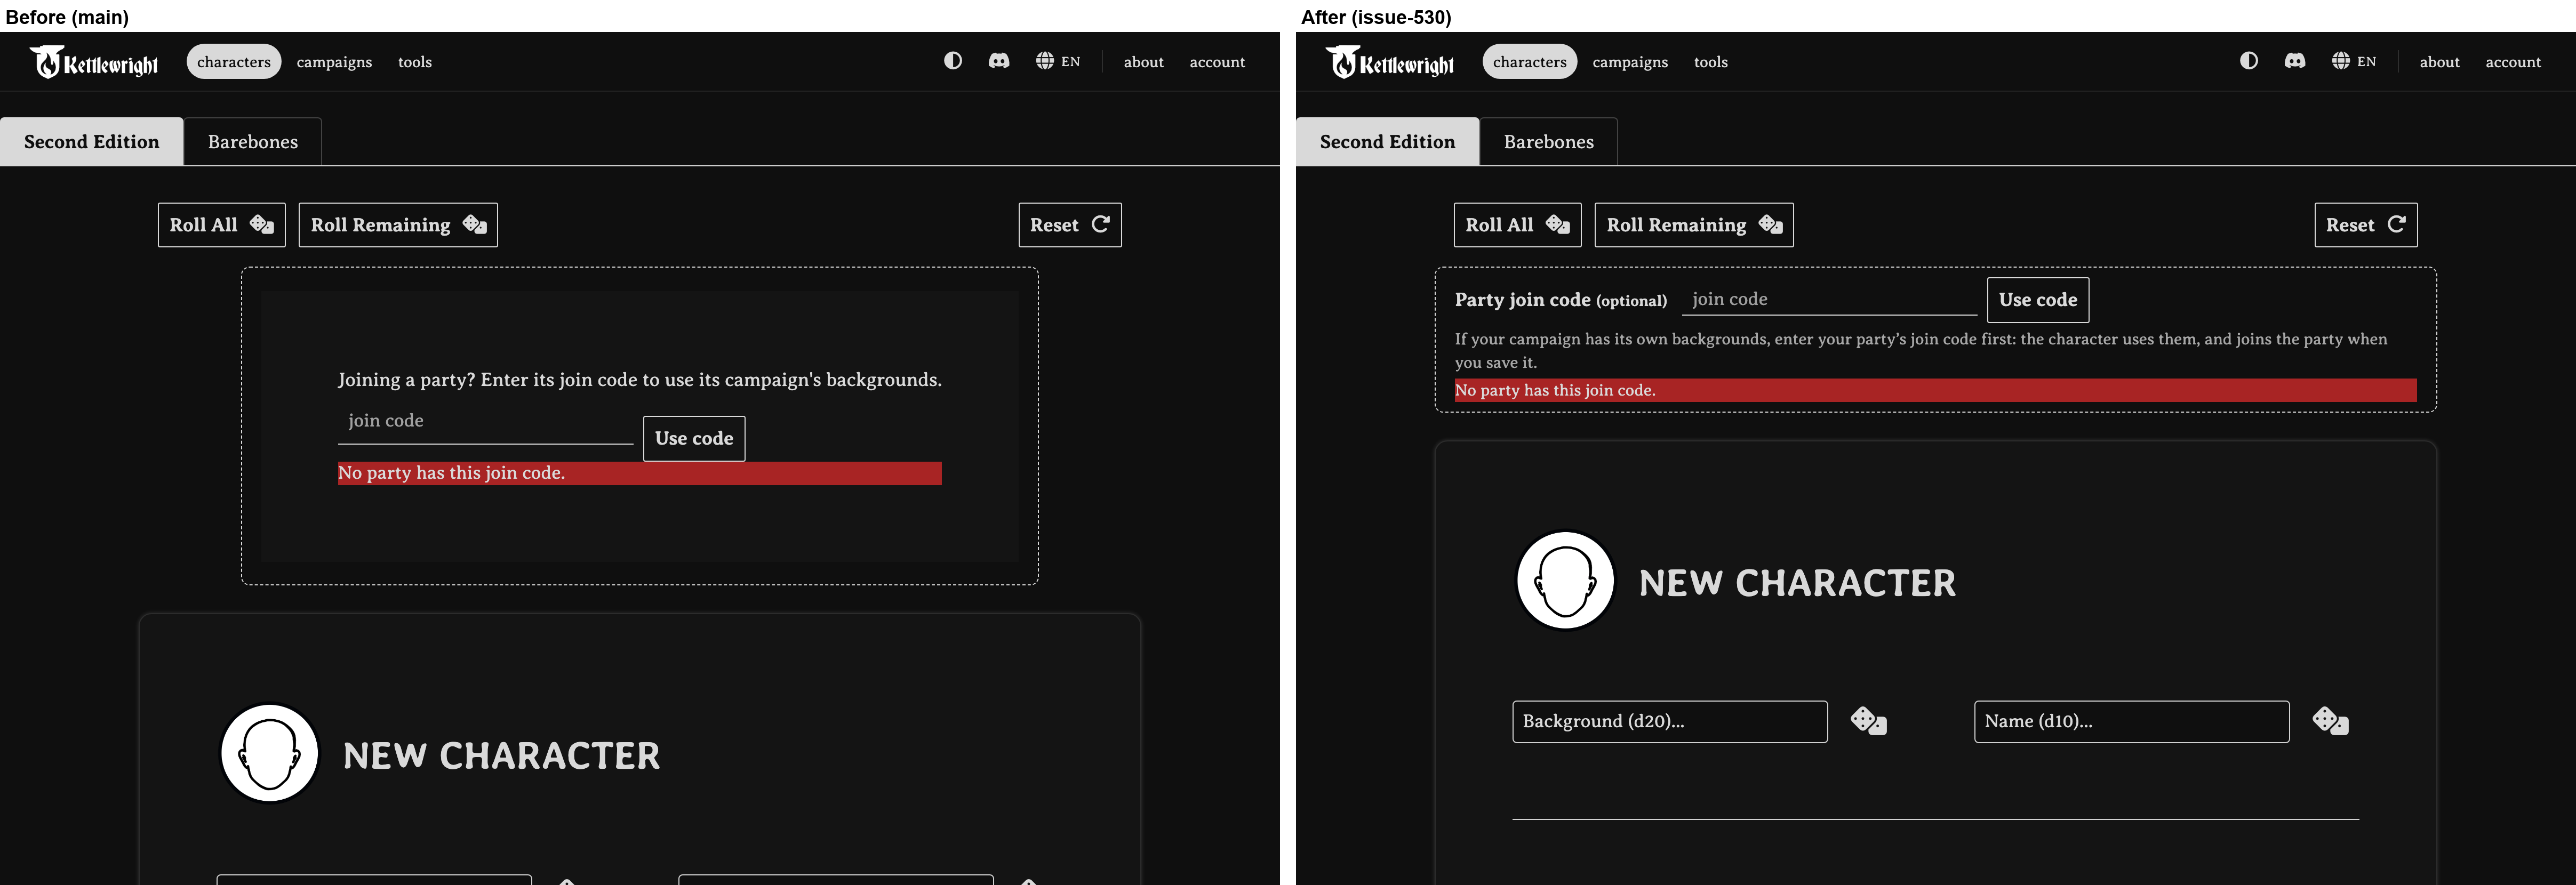 Before (main)
Kettlewright characters campaigns tools EN about account
Second Edition Barebones
Roll All Roll Remaining Reset
Joining a party? Enter its join code to use its campaign's backgrounds.
join code Use code
No party has this join code.
NEW CHARACTER
After (issue-530)
Kettlewright characters campaigns tools EN about account
Second Edition Barebones
Roll All Roll Remaining Reset
Party join code (optional) join code Use code
If your campaign has its own backgrounds, enter your party’s join code first: the character uses them, and joins the party when
you save it.
No party has this join code.
NEW CHARACTER
Background (d20)... Name (d10)...